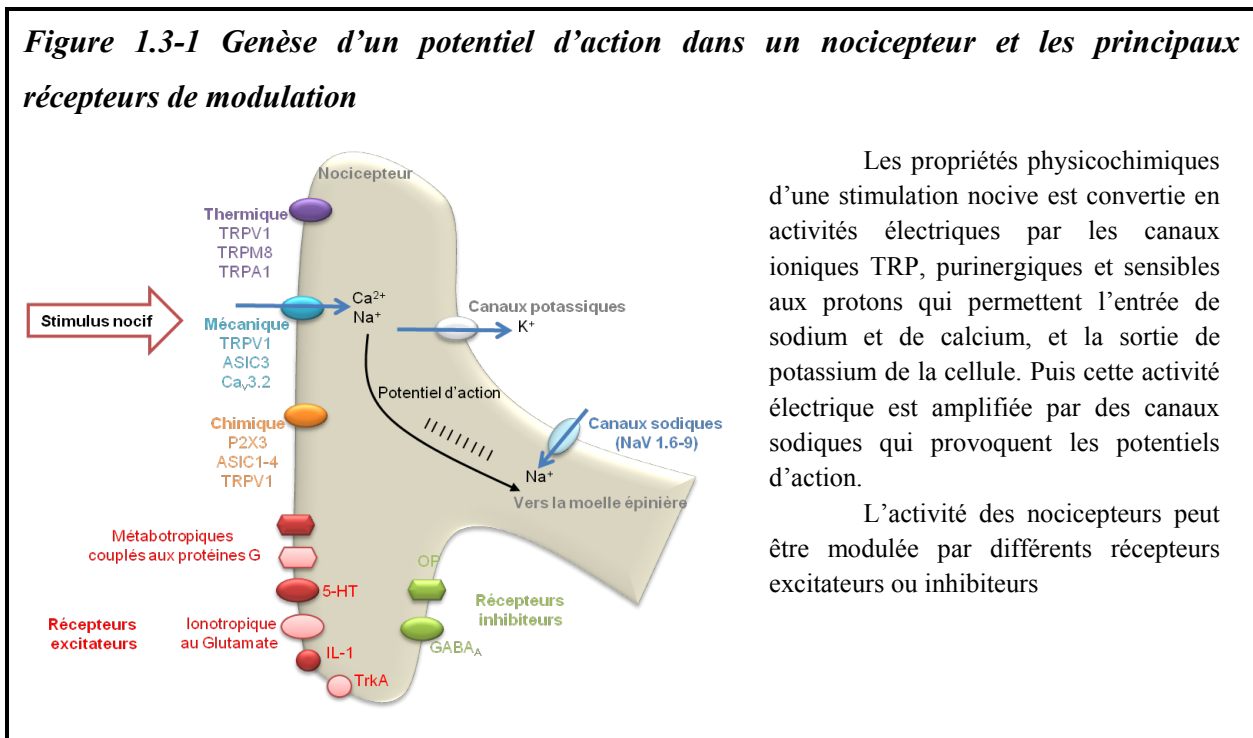 Figure 1.3-1 Genèse d’un potentiel d’action dans un nocicepteur et les principaux
récepteurs de modulation
Nocicepteur
Thermique
TRPV1
TRPM8
TRPA1
Stimulus nocif
Ca²⁺
Na⁺
Mécanique
TRPV1
ASIC3
Caᵥ3.2
Canaux potassiques
K⁺
Potentiel d’action
Chimique
P2X3
ASIC1-4
TRPV1
Canaux sodiques
(NaV 1.6-9)
Na⁺
Vers la moelle épinière
Métabotropiques
couplés aux protéines G
5-HT
Récepteurs
excitateurs
Ionotropique
au Glutamate
IL-1
TrkA
OP
Récepteurs
inhibiteurs
GABA_A
Les propriétés physicochimiques
d’une stimulation nocive est convertie en
activités électriques par les canaux
ioniques TRP, purinergiques et sensibles
aux protons qui permettent l’entrée de
sodium et de calcium, et la sortie de
potassium de la cellule. Puis cette activité
électrique est amplifiée par des canaux
sodiques qui provoquent les potentiels
d’action.
L’activité des nocicepteurs peut
être modulée par différents récepteurs
excitateurs ou inhibiteurs